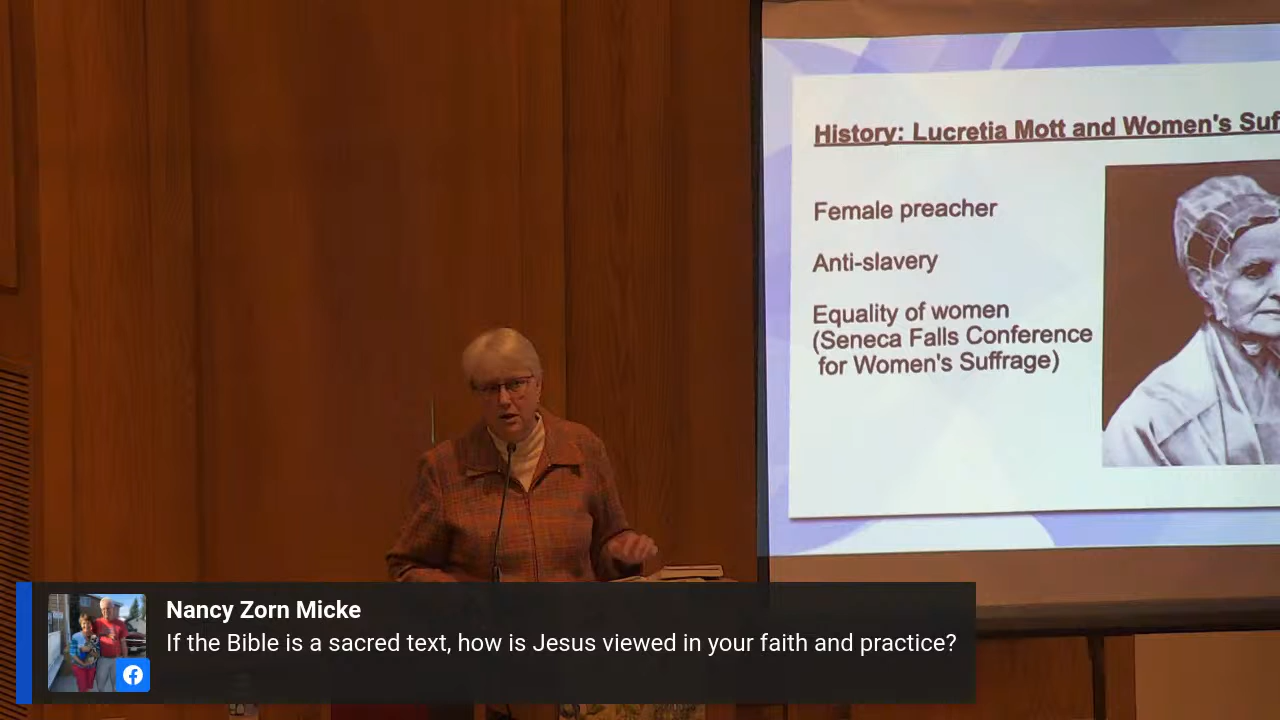 History: Lucretia Mott and Women's Suf
Female preacher
Anti-slavery
Equality of women
(Seneca Falls Conference
for Women's Suffrage)
Nancy Zorn Micke
If the Bible is a sacred text, how is Jesus viewed in your faith and practice?